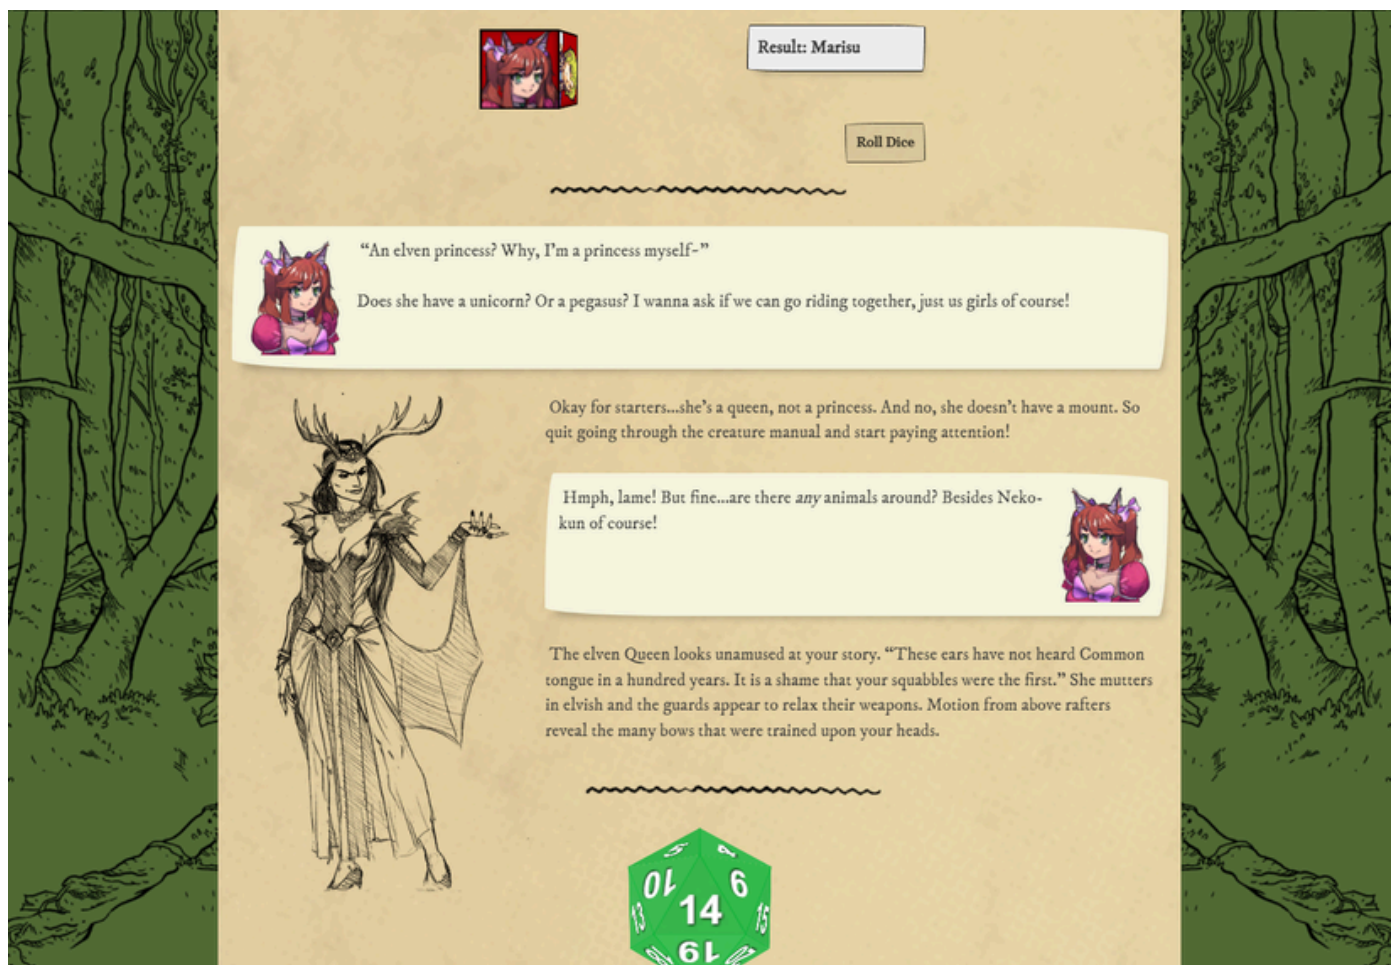 Result: Marisu
Roll Dice
“An elven princess? Why, I’m a princess myself~”
Does she have a unicorn? Or a pegasus? I wanna ask if we can go riding together, just us girls of course!
Okay for starters...she’s a queen, not a princess. And no, she doesn’t have a mount. So
quit going through the creature manual and start paying attention!
Hmph, lame! But fine...are there any animals around? Besides Neko-
kun of course!
The elven Queen looks unamused at your story. “These ears have not heard Common
tongue in a hundred years. It is a shame that your squabbles were the first.” She mutters
in elvish and the guards appear to relax their weapons. Motion from above rafters
reveal the many bows that were trained upon your heads.
10
6
14
13
15
19